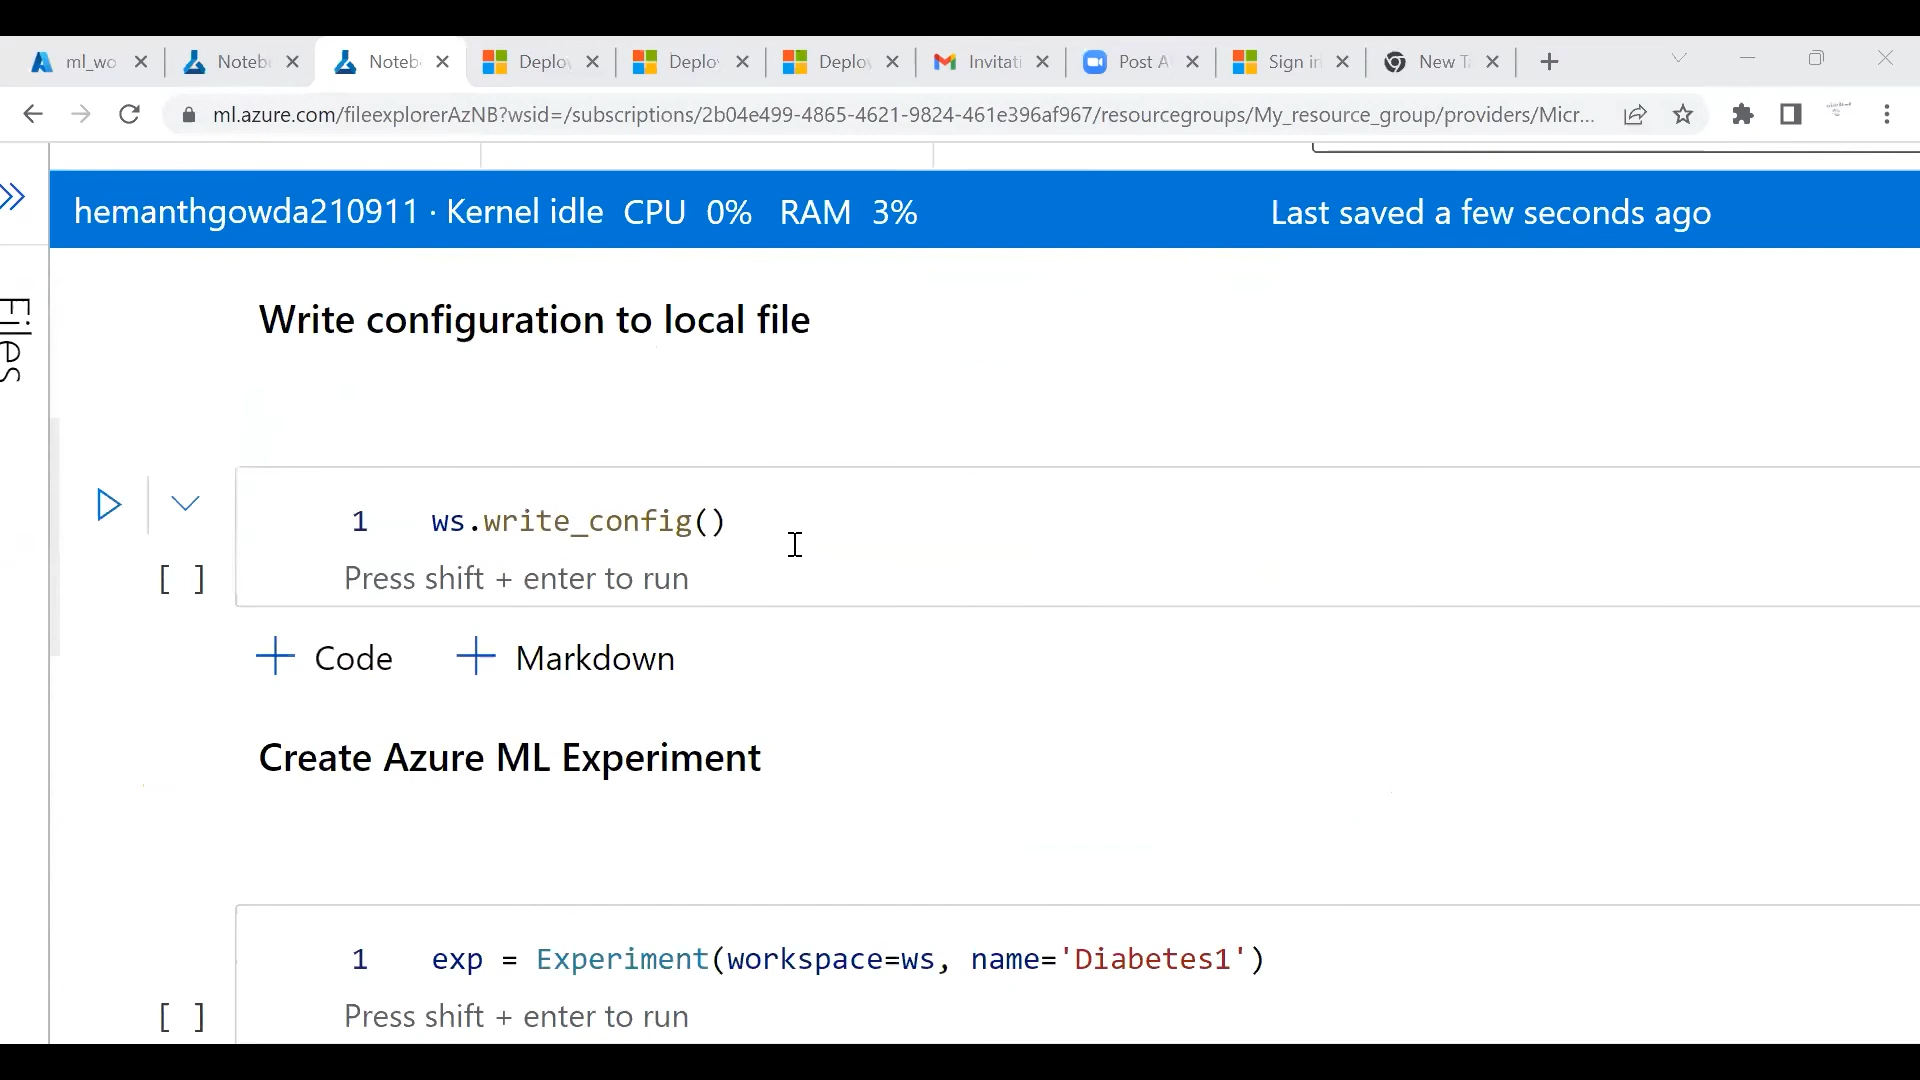 ml_wo Noteb Noteb Deplo Deplo Deplo Invitati Post A Sign in New T
ml.azure.com/fileexplorerAzNB?wsid=/subscriptions/2b04e499-4865-4621-9824-461e396af967/resourcegroups/My_resource_group/providers/Micr...
hemanthgowda210911 · Kernel idle CPU 0% RAM 3% Last saved a few seconds ago
Files
Write configuration to local file
1 ws.write_config()
[ ] Press shift + enter to run
+ Code + Markdown
Create Azure ML Experiment
1 exp = Experiment(workspace=ws, name='Diabetes1')
[ ] Press shift + enter to run